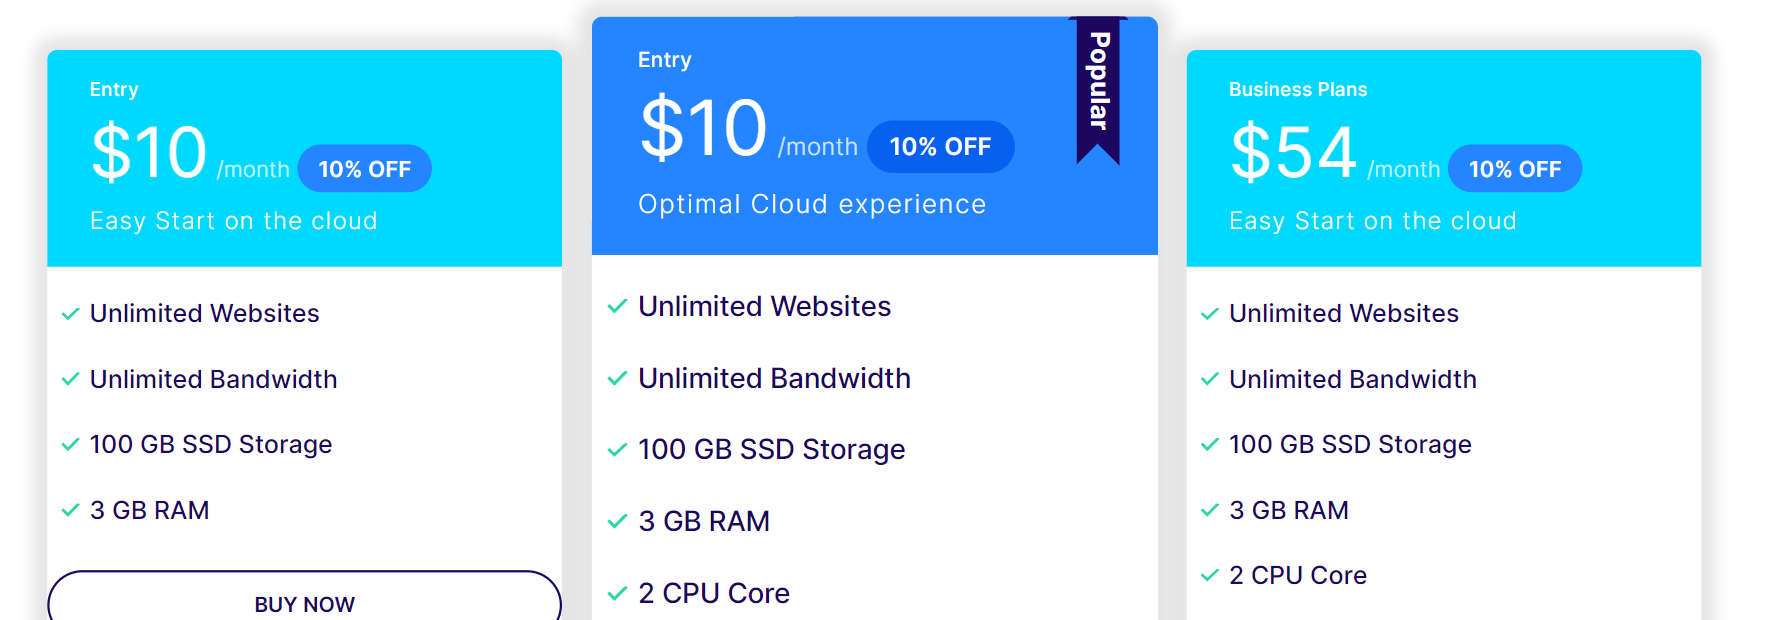 Entry
$10 /month 10% OFF
Easy Start on the cloud
Unlimited Websites
Unlimited Bandwidth
100 GB SSD Storage
3 GB RAM
BUY NOW
Popular
Entry
$10 /month 10% OFF
Optimal Cloud experience
Unlimited Websites
Unlimited Bandwidth
100 GB SSD Storage
3 GB RAM
2 CPU Core
Business Plans
$54 /month 10% OFF
Easy Start on the cloud
Unlimited Websites
Unlimited Bandwidth
100 GB SSD Storage
3 GB RAM
2 CPU Core